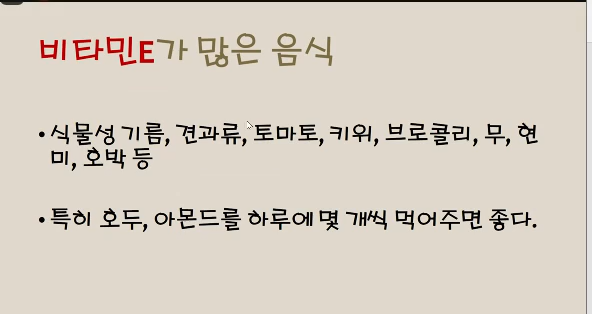 비타민E가 많은 음식
• 식물성 기름, 견과류, 토마토, 키위, 브로콜리, 무, 현
미, 호박 등
• 특히 호두, 아몬드를 하루에 몇 개씩 먹어주면 좋다.